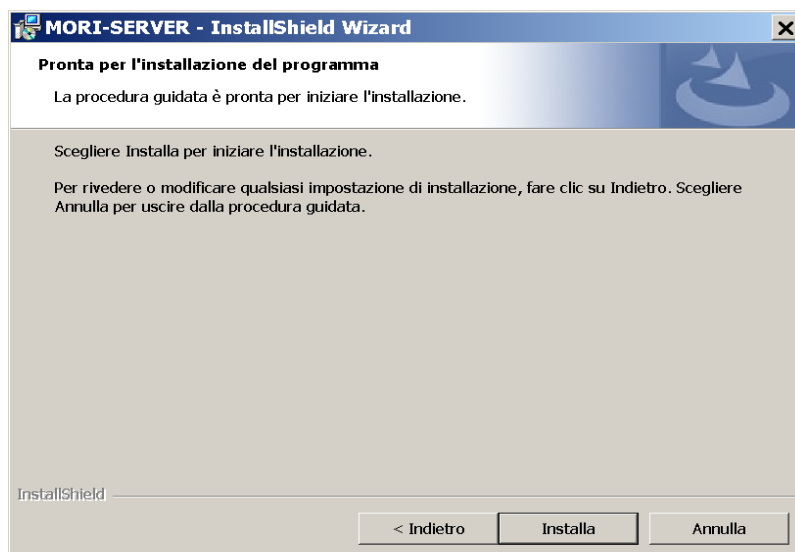 MORI-SERVER - InstallShield Wizard
Pronta per l'installazione del programma
La procedura guidata è pronta per iniziare l'installazione.
Scegliere Installa per iniziare l'installazione.
Per rivedere o modificare qualsiasi impostazione di installazione, fare clic su Indietro. Scegliere
Annulla per uscire dalla procedura guidata.
InstallShield
< Indietro
Installa
Annulla